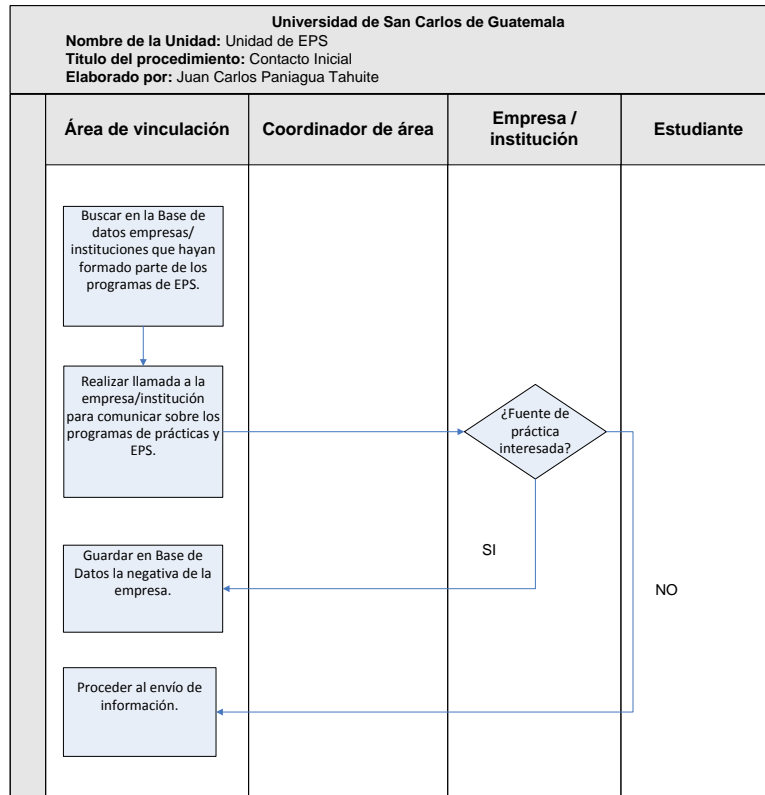 Universidad de San Carlos de Guatemala
Nombre de la Unidad: Unidad de EPS
Titulo del procedimiento: Contacto Inicial
Elaborado por: Juan Carlos Paniagua Tahuite
Área de vinculación
Coordinador de área
Empresa /
institución
Estudiante
Buscar en la Base de
datos empresas/
instituciones que hayan
formado parte de los
programas de EPS.
Realizar llamada a la
empresa/institución
para comunicar sobre los
programas de prácticas y
EPS.
¿Fuente de
práctica
interesada?
SI
NO
Guardar en Base de
Datos la negativa de la
empresa.
Proceder al envío de
información.